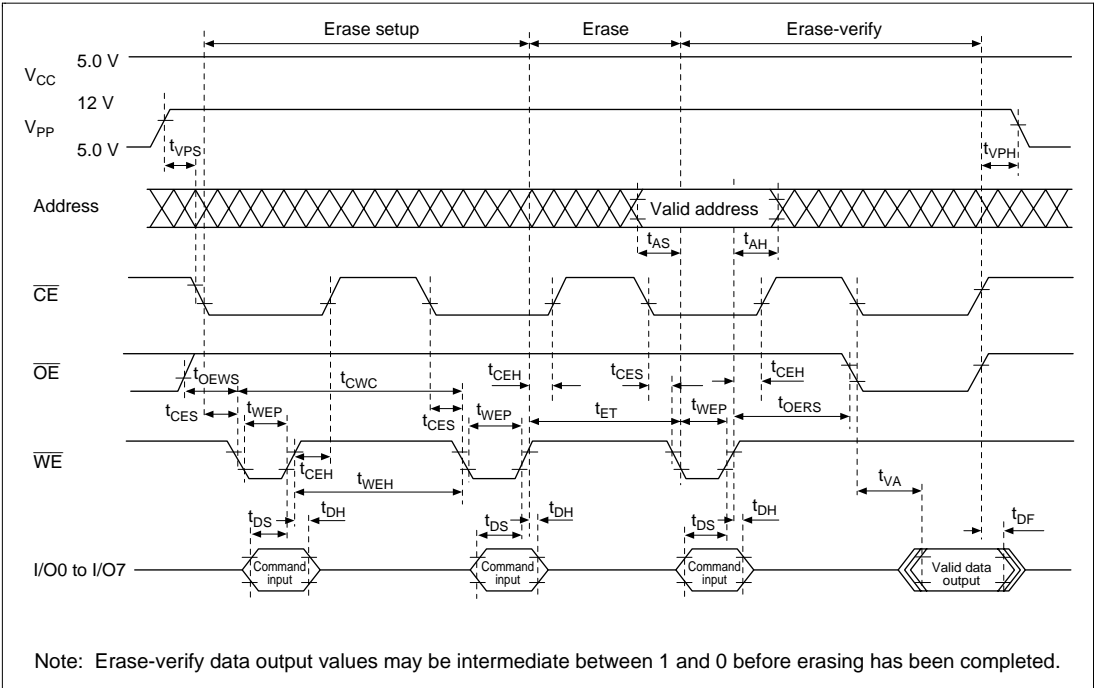 Erase setup Erase Erase-verify
VCC 5.0 V
12 V
VPP
5.0 V
tVPS tVPH
Address Valid address
tAS tAH
CE
OE
tOEWS tCWC tCEH tCES tCEH
tCES tWEP tCES tWEP tET tWEP tOERS
WE
tCEH
tWEH tVA
tDS tDH tDS tDH tDS tDH tDF
I/O0 to I/O7 Command input Command input Command input Valid data output
Note: Erase-verify data output values may be intermediate between 1 and 0 before erasing has been completed.